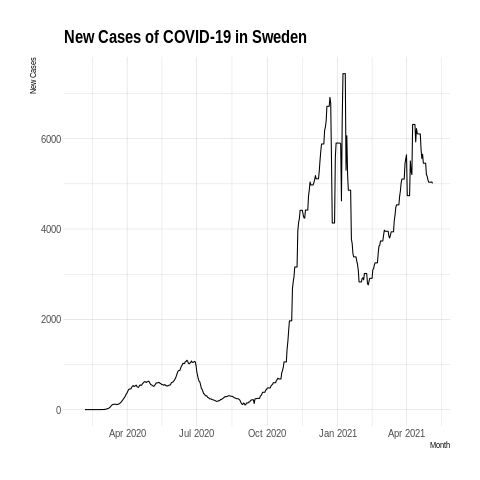 New Cases of COVID-19 in Sweden
New Cases
6000
4000
2000
0
Apr 2020 Jul 2020 Oct 2020 Jan 2021 Apr 2021
Month